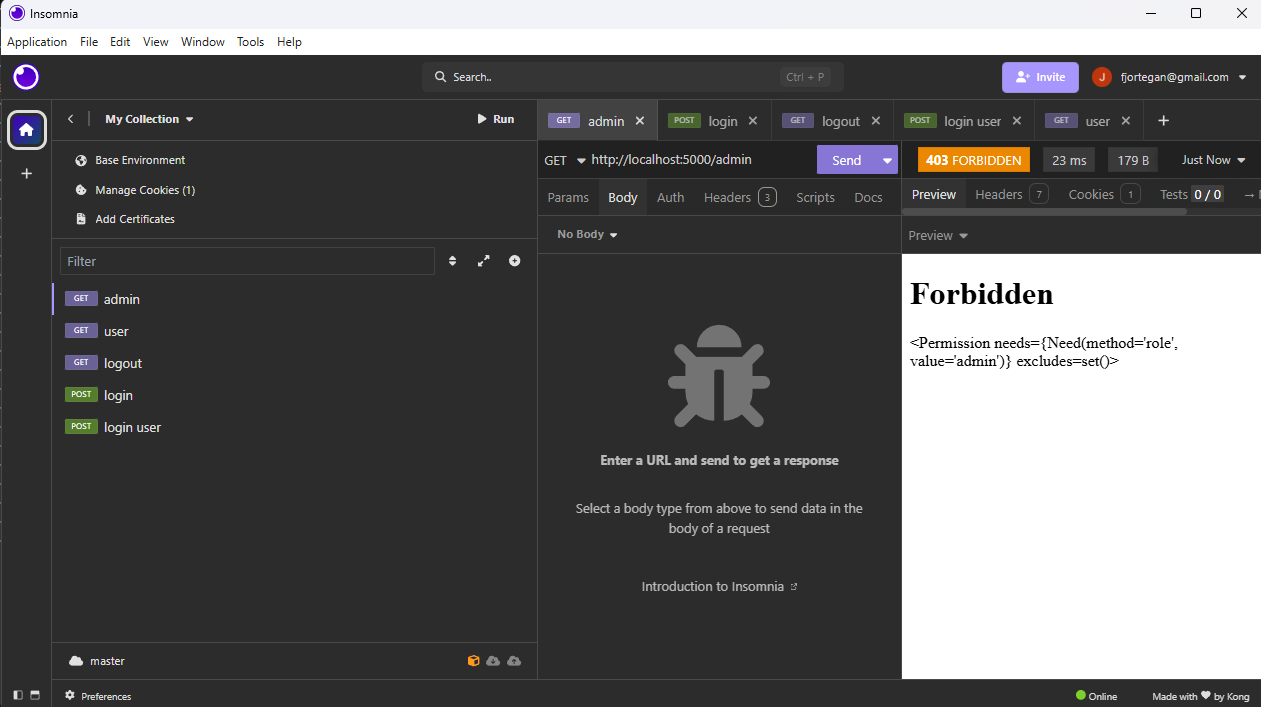 Insomnia
Application File Edit View Window Tools Help
Search.. Ctrl + P
Invite
J fjortegan@gmail.com
My Collection
Run
Base Environment
Manage Cookies (1)
Add Certificates
Filter
GET admin
GET user
GET logout
POST login
POST login user
master
Preferences
GET admin
POST login
GET logout
POST login user
GET user
GET http://localhost:5000/admin Send
Params Body Auth Headers 3 Scripts Docs
No Body
Enter a URL and send to get a response
Select a body type from above to send data in the
body of a request
Introduction to Insomnia
403 FORBIDDEN 23 ms 179 B Just Now
Preview Headers 7 Cookies 1 Tests 0 / 0 →
Preview
Forbidden
<Permission needs={Need(method='role',
value='admin')} excludes=set()>
Online
Made with ❤ by Kong